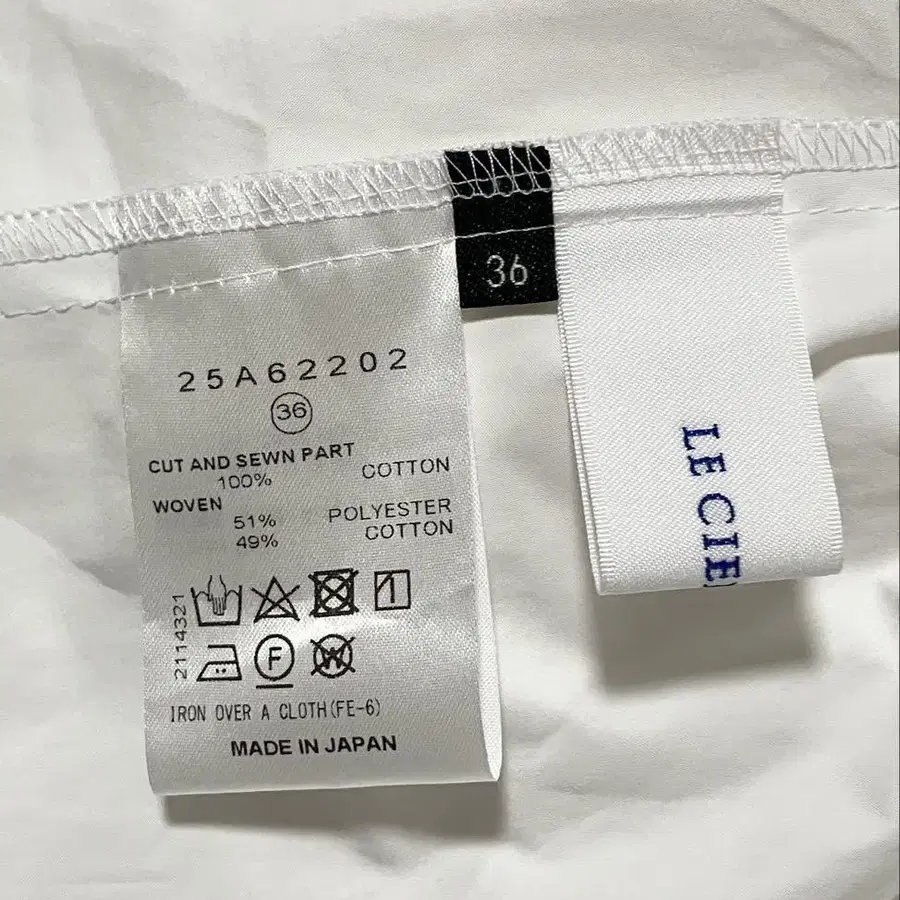 25A62202
36
CUT AND SEWN PART
100% COTTON
WOVEN
51% POLYESTER
49% COTTON
2114321
F
W
IRON OVER A CLOTH(FE-6)
MADE IN JAPAN
36
LE CIE